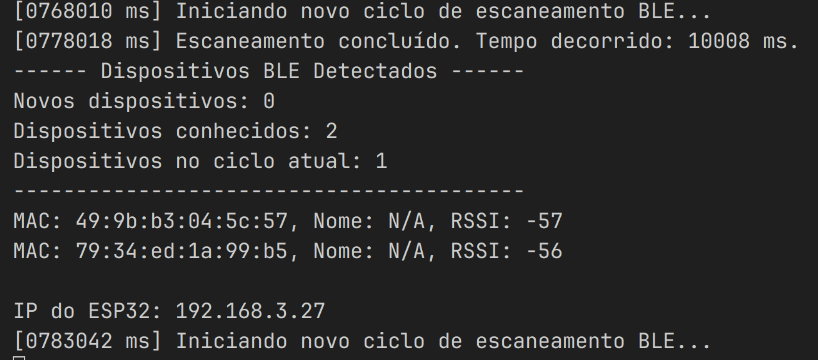 [0768010 ms] Iniciando novo ciclo de escaneamento BLE...
[0778018 ms] Escaneamento concluído. Tempo decorrido: 10008 ms.
------ Dispositivos BLE Detectados ------
Novos dispositivos: 0
Dispositivos conhecidos: 2
Dispositivos no ciclo atual: 1
-----------------------------------------
MAC: 49:9b:b3:04:5c:57, Nome: N/A, RSSI: -57
MAC: 79:34:ed:1a:99:b5, Nome: N/A, RSSI: -56
IP do ESP32: 192.168.3.27
[0783042 ms] Iniciando novo ciclo de escaneamento BLE...